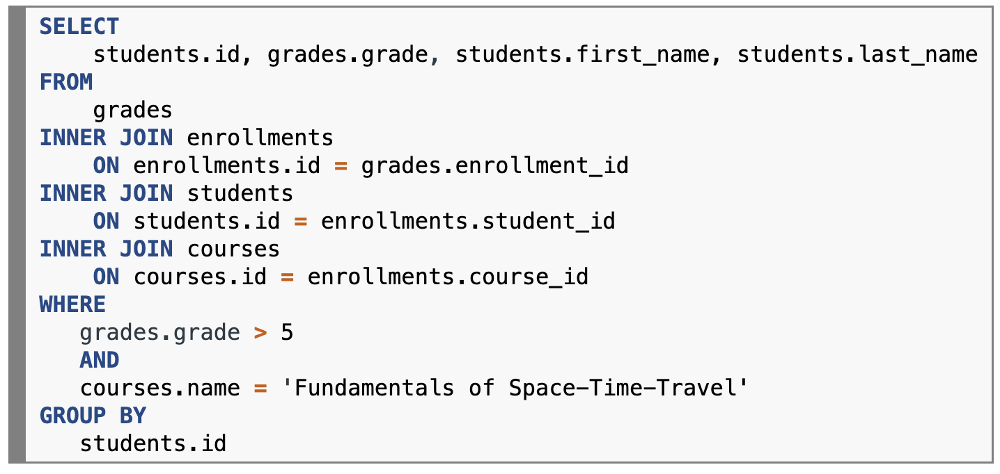 SELECT
    students.id, grades.grade, students.first_name, students.last_name
FROM
    grades
INNER JOIN enrollments
    ON enrollments.id = grades.enrollment_id
INNER JOIN students
    ON students.id = enrollments.student_id
INNER JOIN courses
    ON courses.id = enrollments.course_id
WHERE
   grades.grade > 5
   AND
   courses.name = 'Fundamentals of Space–Time–Travel'
GROUP BY
   students.id